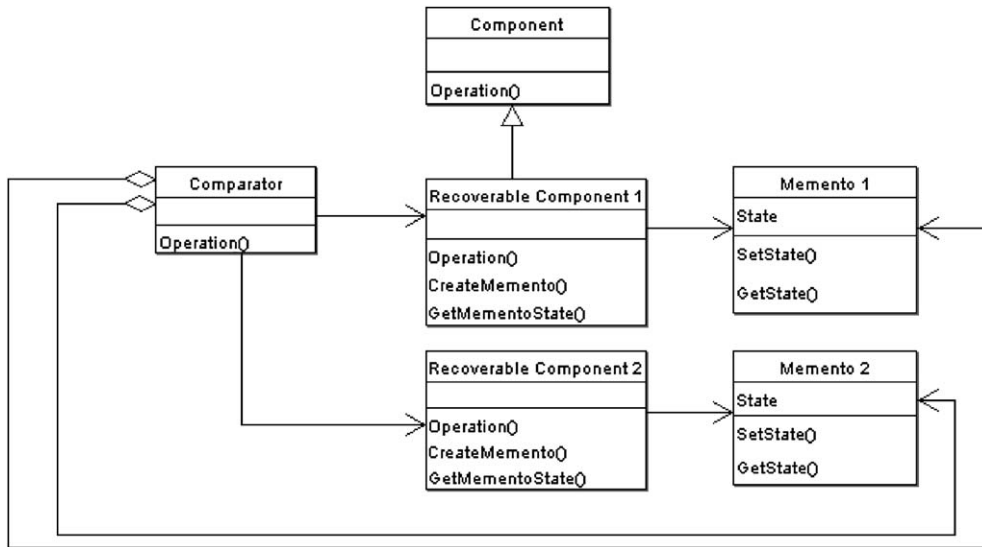 Component
Operation()
Comparator
Operation()
Recoverable Component 1
Operation()
CreateMemento()
GetMementoState()
Memento 1
State
SetState()
GetState()
Recoverable Component 2
Operation()
CreateMemento()
GetMementoState()
Memento 2
State
SetState()
GetState()